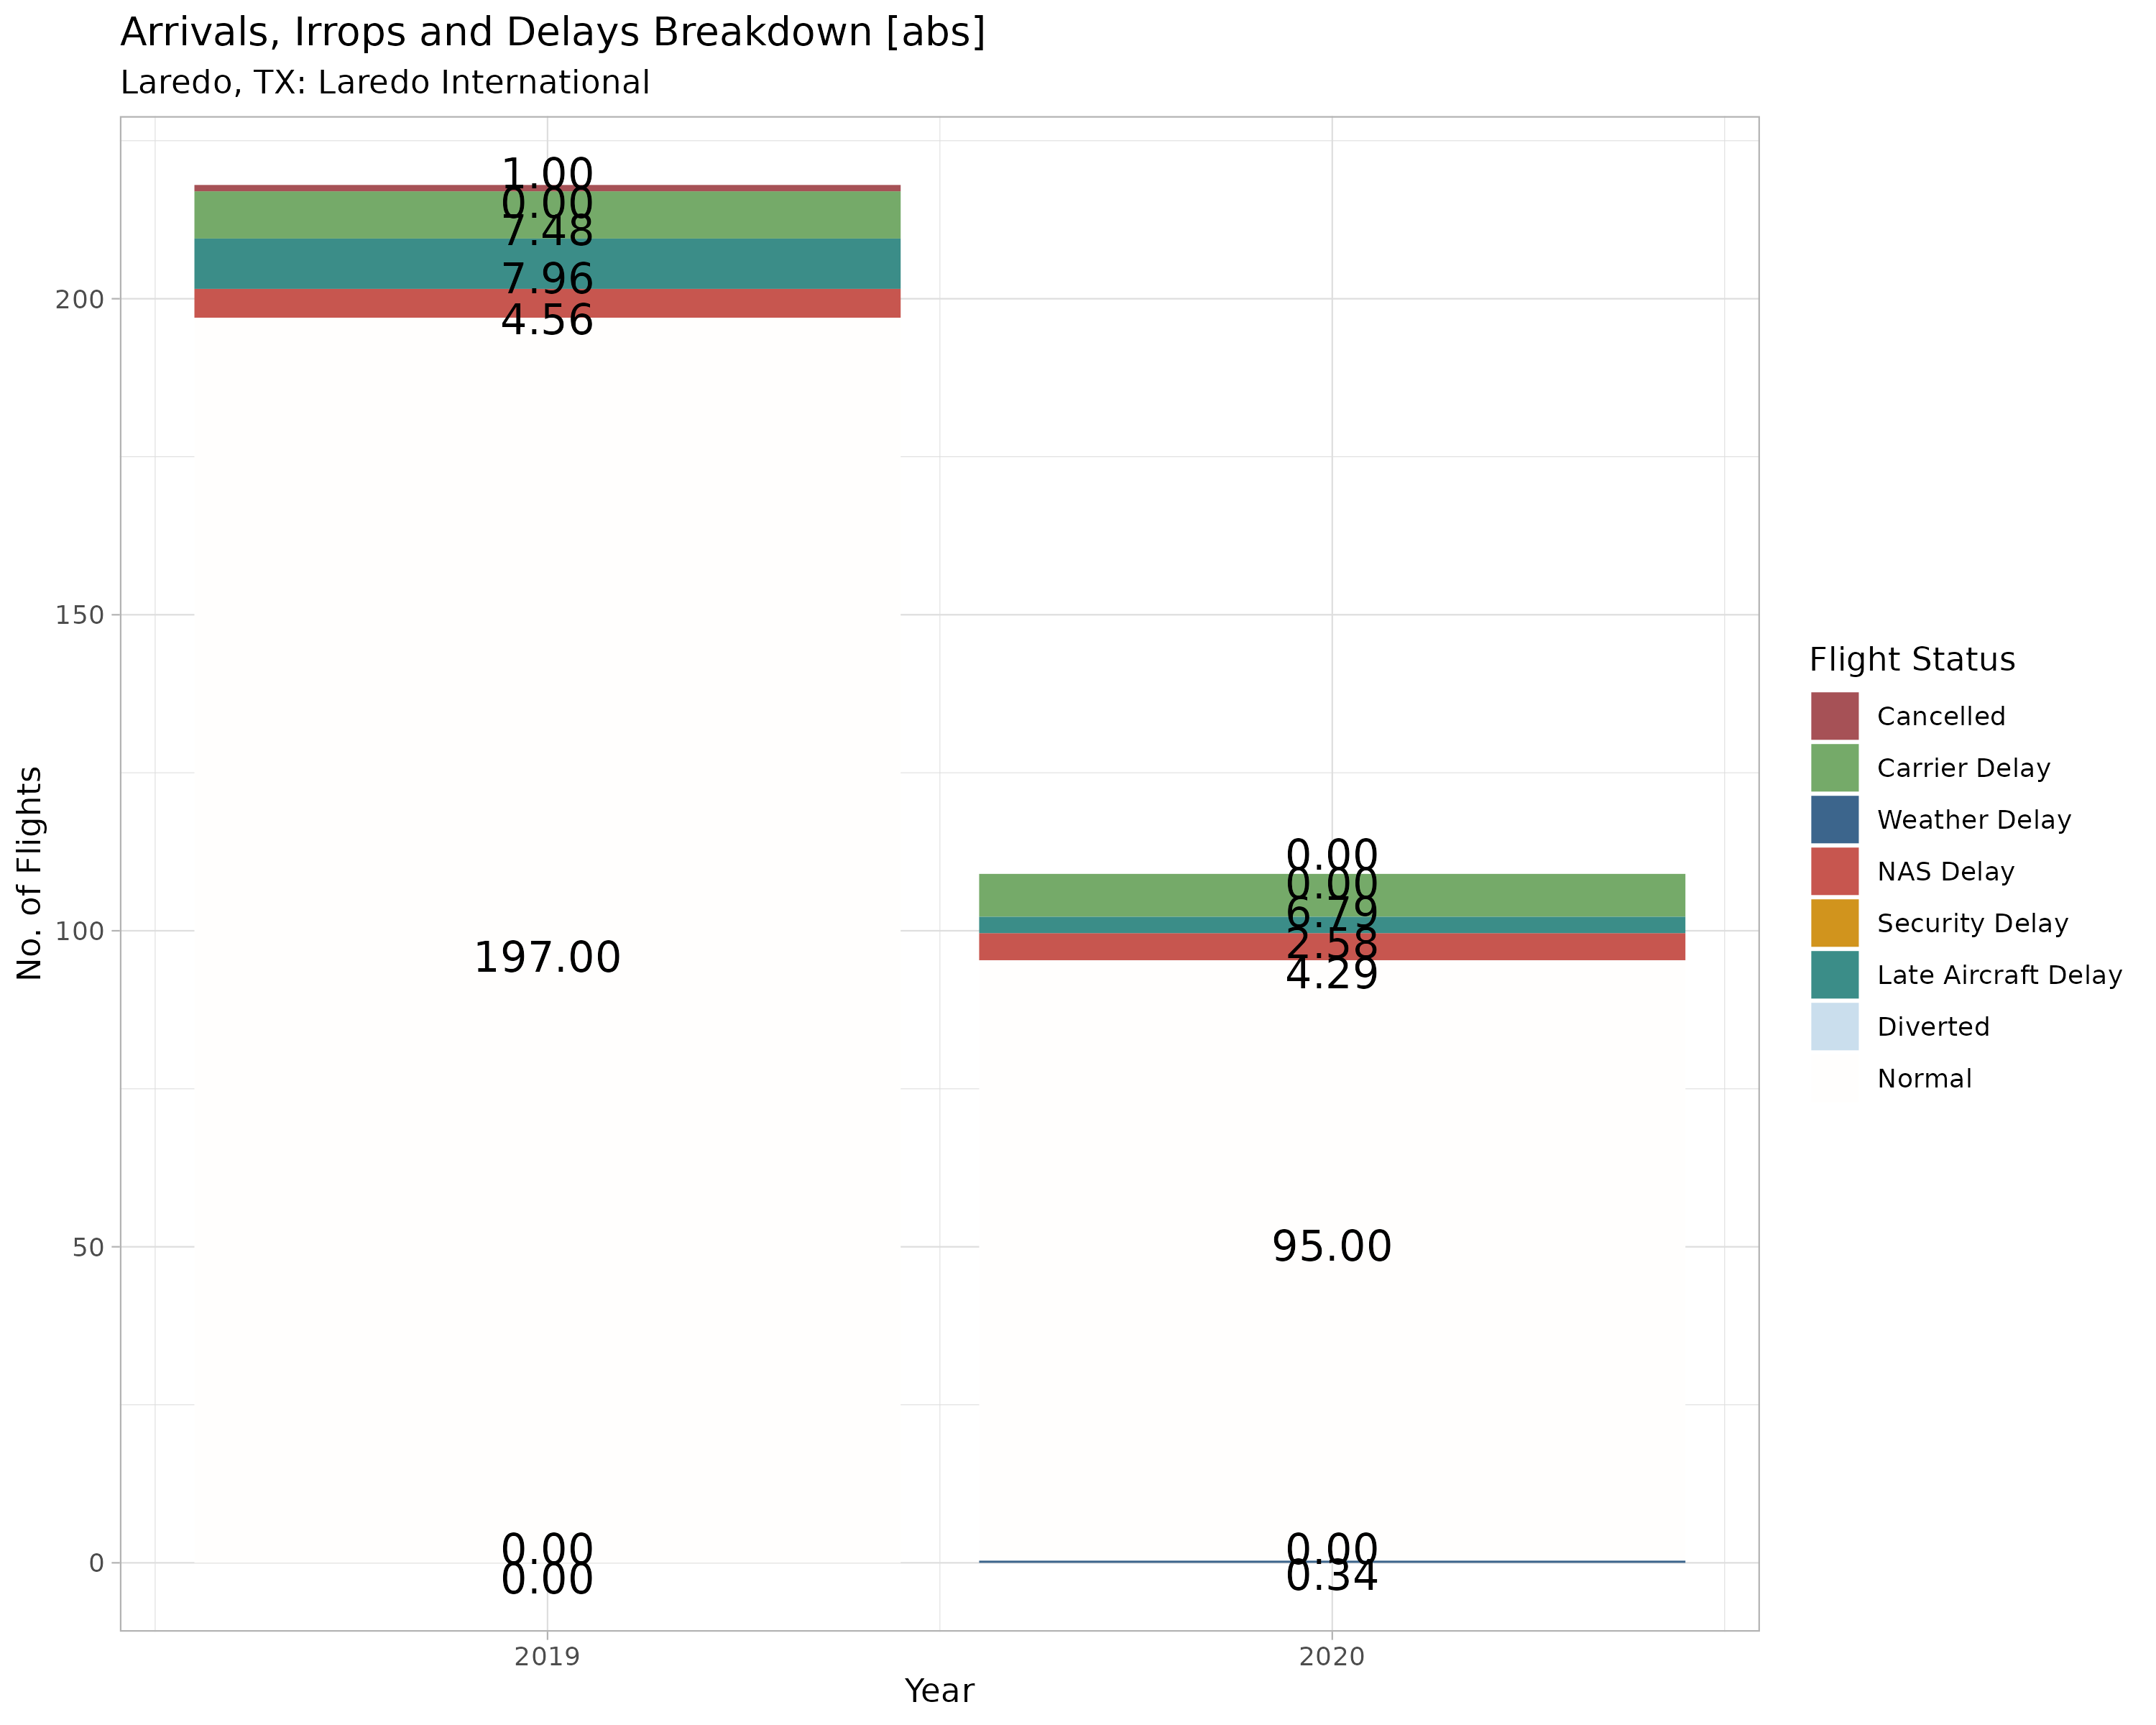 Arrivals, Irrops and Delays Breakdown [abs]
Laredo, TX: Laredo International
No. of Flights
200
150
100
50
0
1.00
0.00
7.48
7.96
4.56
197.00
0.00
0.00
0.00
0.00
6.79
2.58
4.29
95.00
0.00
0.34
2019
2020
Year
Flight Status
Cancelled
Carrier Delay
Weather Delay
NAS Delay
Security Delay
Late Aircraft Delay
Diverted
Normal